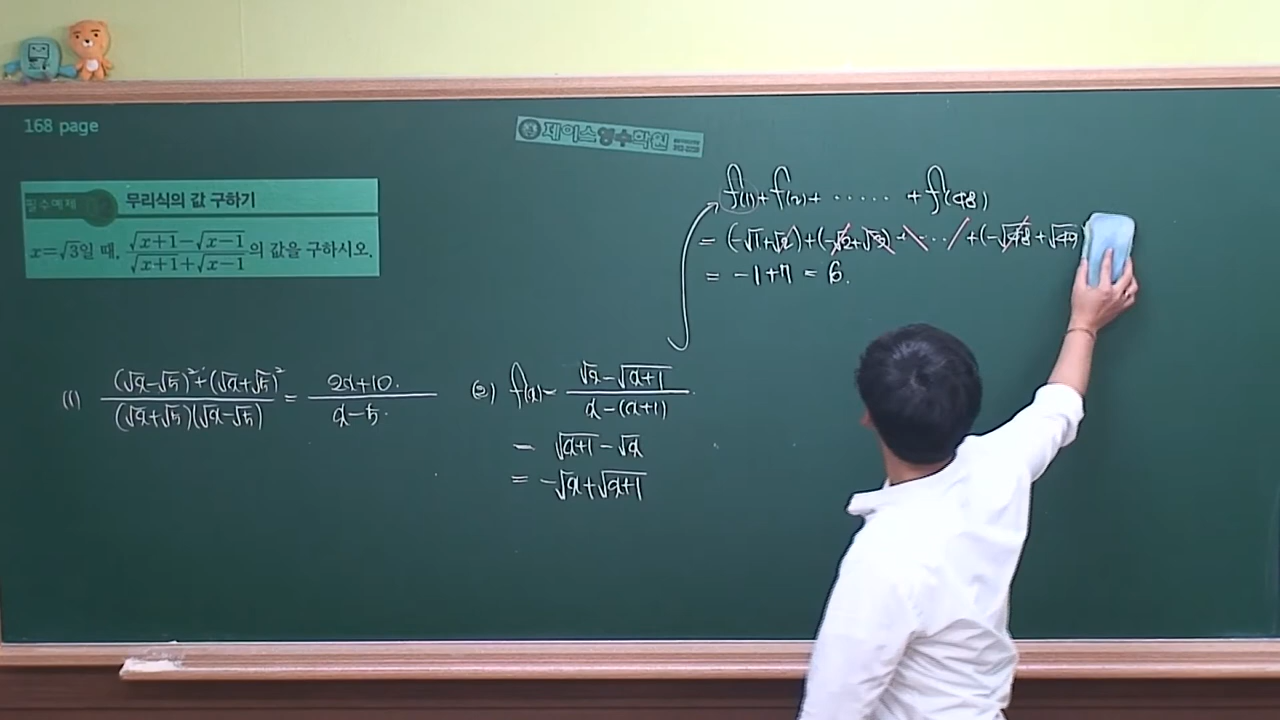 168 page
제이스영수학원
필수예제 02 무리식의 값 구하기
x=√3일 때, (√(x+1)-√(x-1))/(√(x+1)+√(x-1))의 값을 구하시오.
f(1)+f(2)+ ····· +f(48)
= (-√1+√2)+(-√2+√3)+ ··· +(-√48+√49)
= -1+7 = 6.
(1) ((√x-√5)²+(√x+√5)²)/((√x+√5)(√x-√5)) = (2x+10)/(x-5)
(2) f(x)= (√x-√(x+1))/(x-(x+1))
= √(x+1)-√x
= -√x+√(x+1)